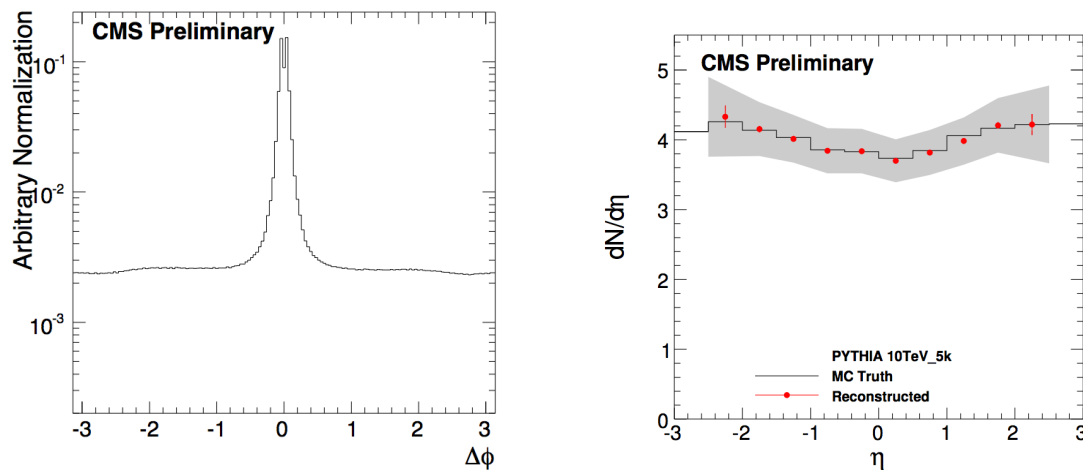 CMS Preliminary
Arbitrary Normalization
10⁻¹
10⁻²
10⁻³
-3 -2 -1 0 1 2 3
Δϕ
CMS Preliminary
dN/dη
5
4
3
2
1
0
PYTHIA 10TeV_5k
MC Truth
Reconstructed
-3 -2 -1 0 1 2 3
η